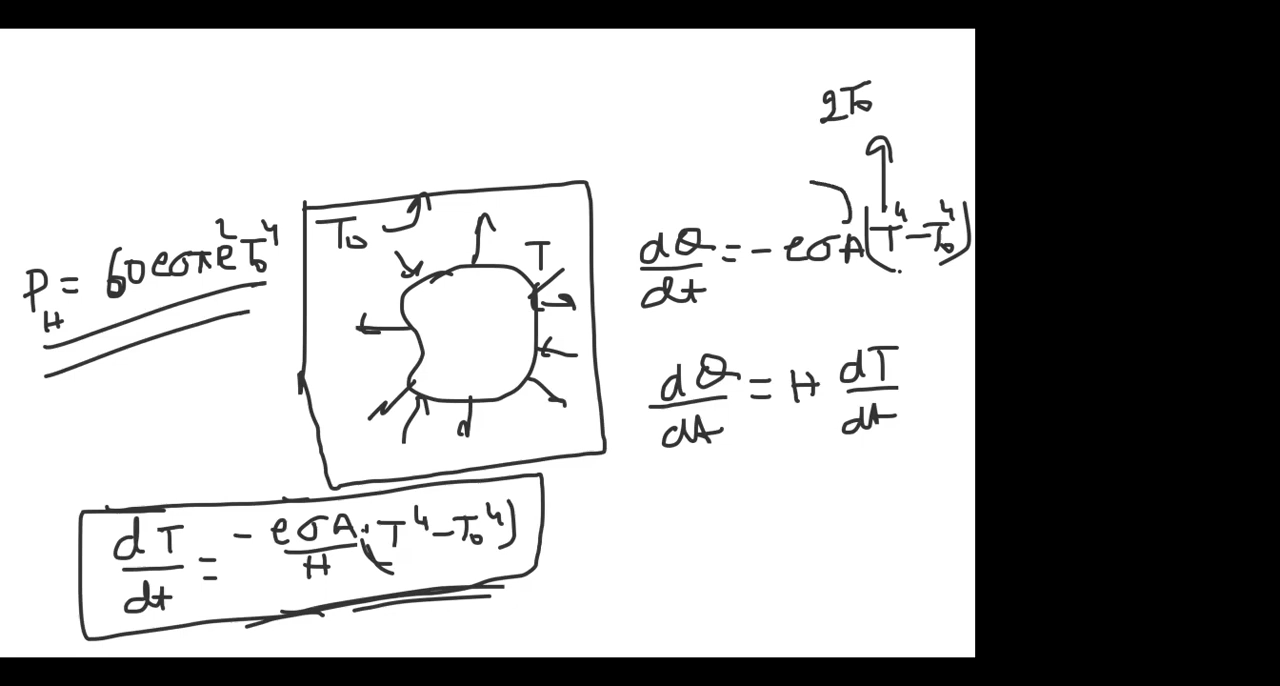 2T₀
P_H = 60eσπe²T₀⁴
T₀
T
dQ/dt = - eσA(T⁴ - T₀⁴)
dQ/dt = H dT/dt
dT/dt = - eσA/H (T⁴ - T₀⁴)